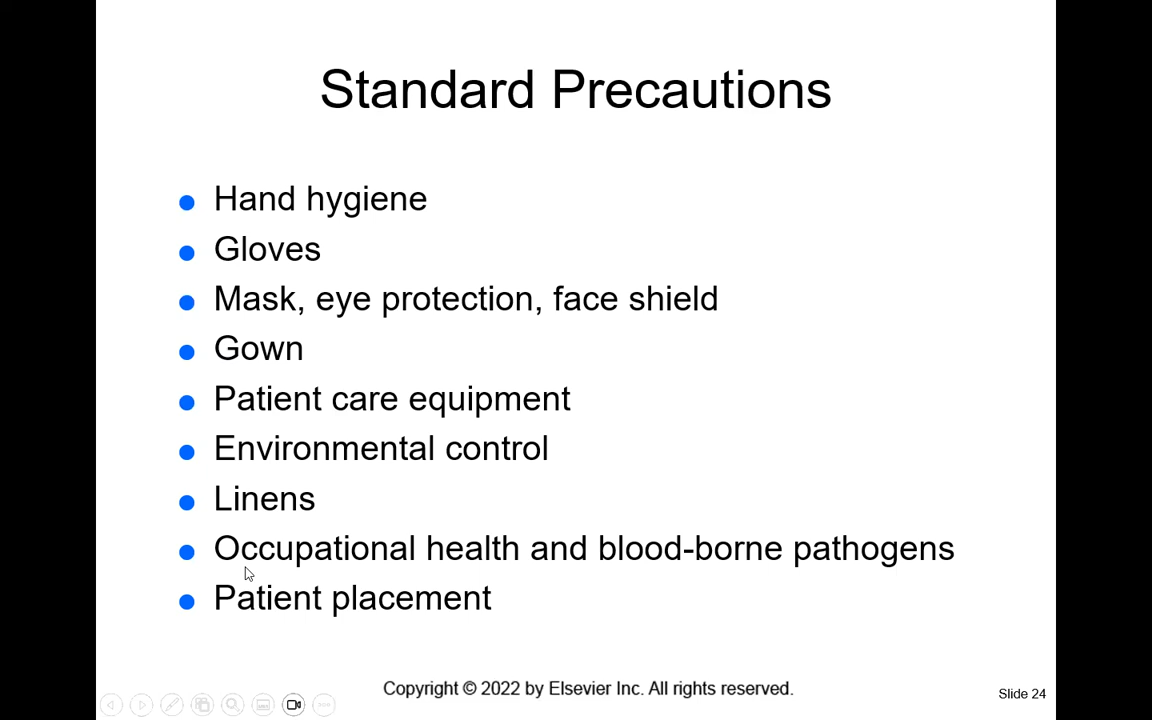 Standard Precautions
Hand hygiene
Gloves
Mask, eye protection, face shield
Gown
Patient care equipment
Environmental control
Linens
Occupational health and blood-borne pathogens
Patient placement
Copyright © 2022 by Elsevier Inc. All rights reserved.
Slide 24